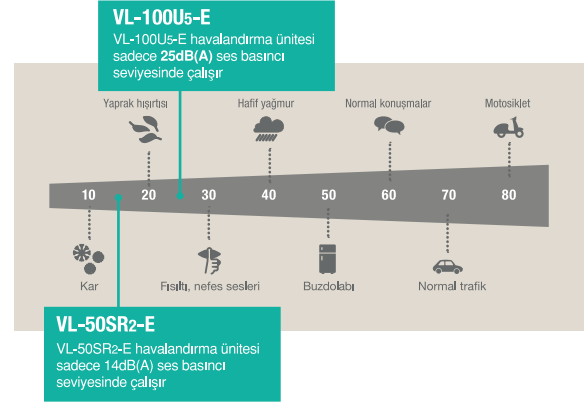 VL-100U5-E
VL-100U5-E havalandırma ünitesi
sadece 25dB(A) ses basıncı
seviyesinde çalışır
Yaprak hışırtısı
Hafif yağmur
Normal konuşmalar
Motosiklet
10 20 30 40 50 60 70 80
Kar
Fısıltı, nefes sesleri
Buzdolabı
Normal trafik
VL-50SR2-E
VL-50SR2-E havalandırma ünitesi
sadece 14dB(A) ses basıncı
seviyesinde çalışır